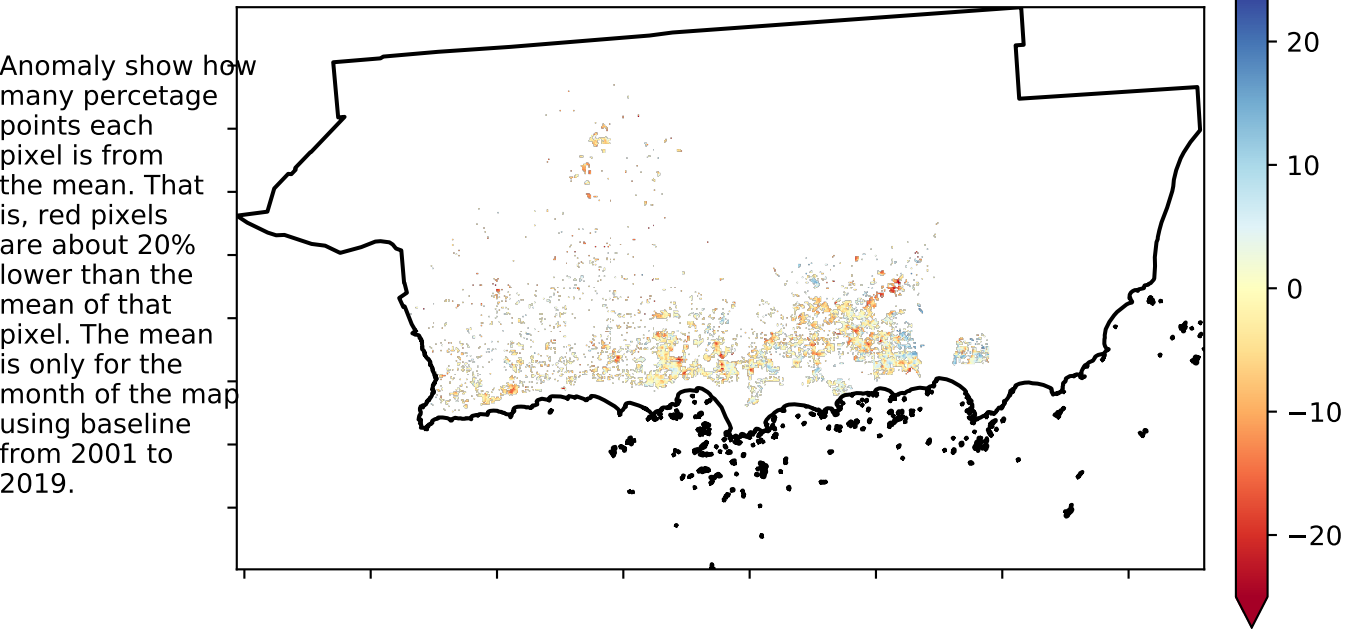 Anomaly show how
many percetage
points each
pixel is from
the mean. That
is, red pixels
are about 20%
lower than the
mean of that
pixel. The mean
is only for the
month of the map
using baseline
from 2001 to
2019.
20
10
0
−10
−20